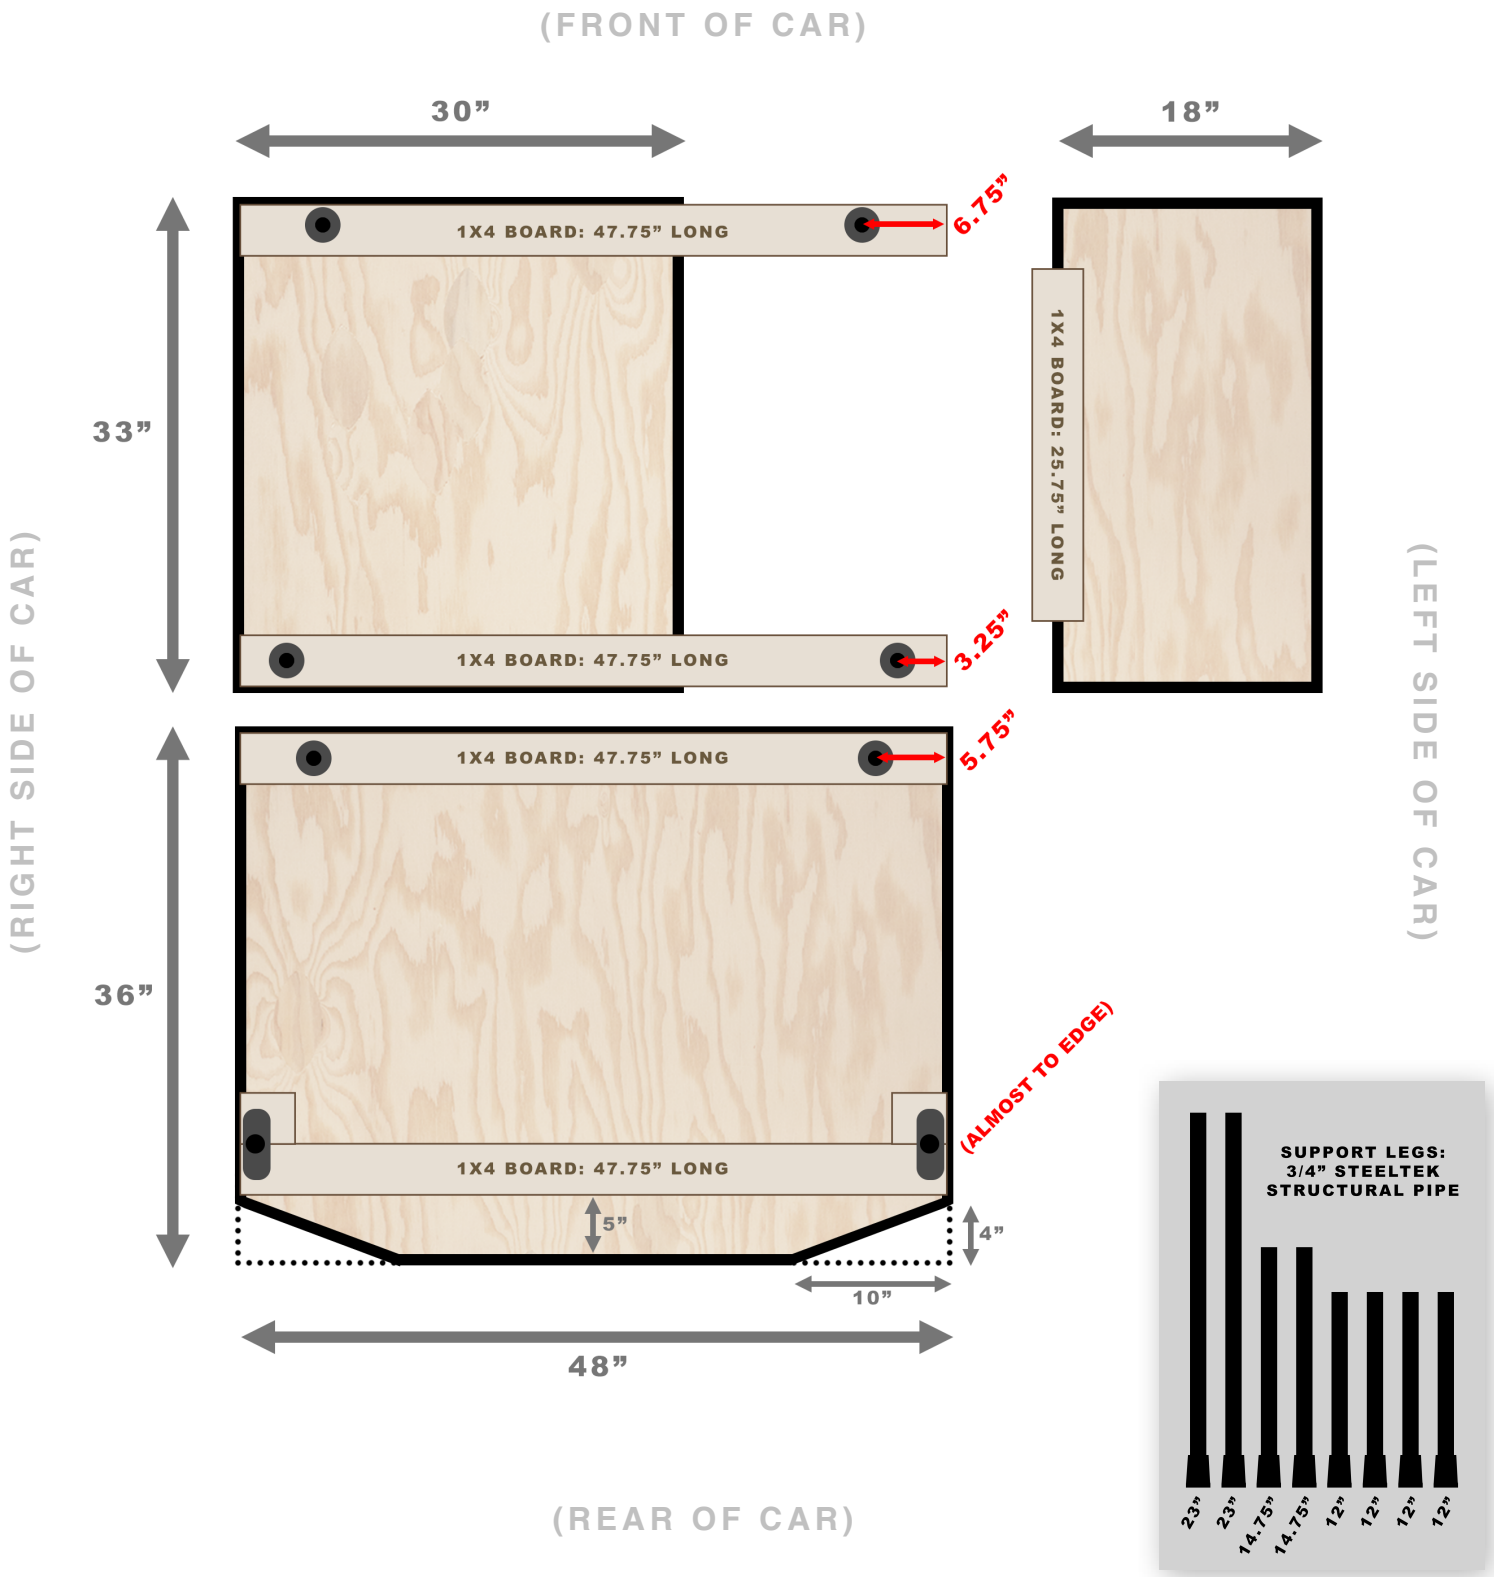 (FRONT OF CAR)
30”
18”
6.75”
1X4 BOARD: 47.75” LONG
33”
1X4 BOARD: 25.75” LONG
(RIGHT SIDE OF CAR)
(LEFT SIDE OF CAR)
3.25”
1X4 BOARD: 47.75” LONG
5.75”
1X4 BOARD: 47.75” LONG
36”
(ALMOST TO EDGE)
1X4 BOARD: 47.75” LONG
5”
4”
10”
48”
SUPPORT LEGS:
3/4” STEELTEK
STRUCTURAL PIPE
23”
23”
14.75”
14.75”
12”
12”
12”
12”
(REAR OF CAR)